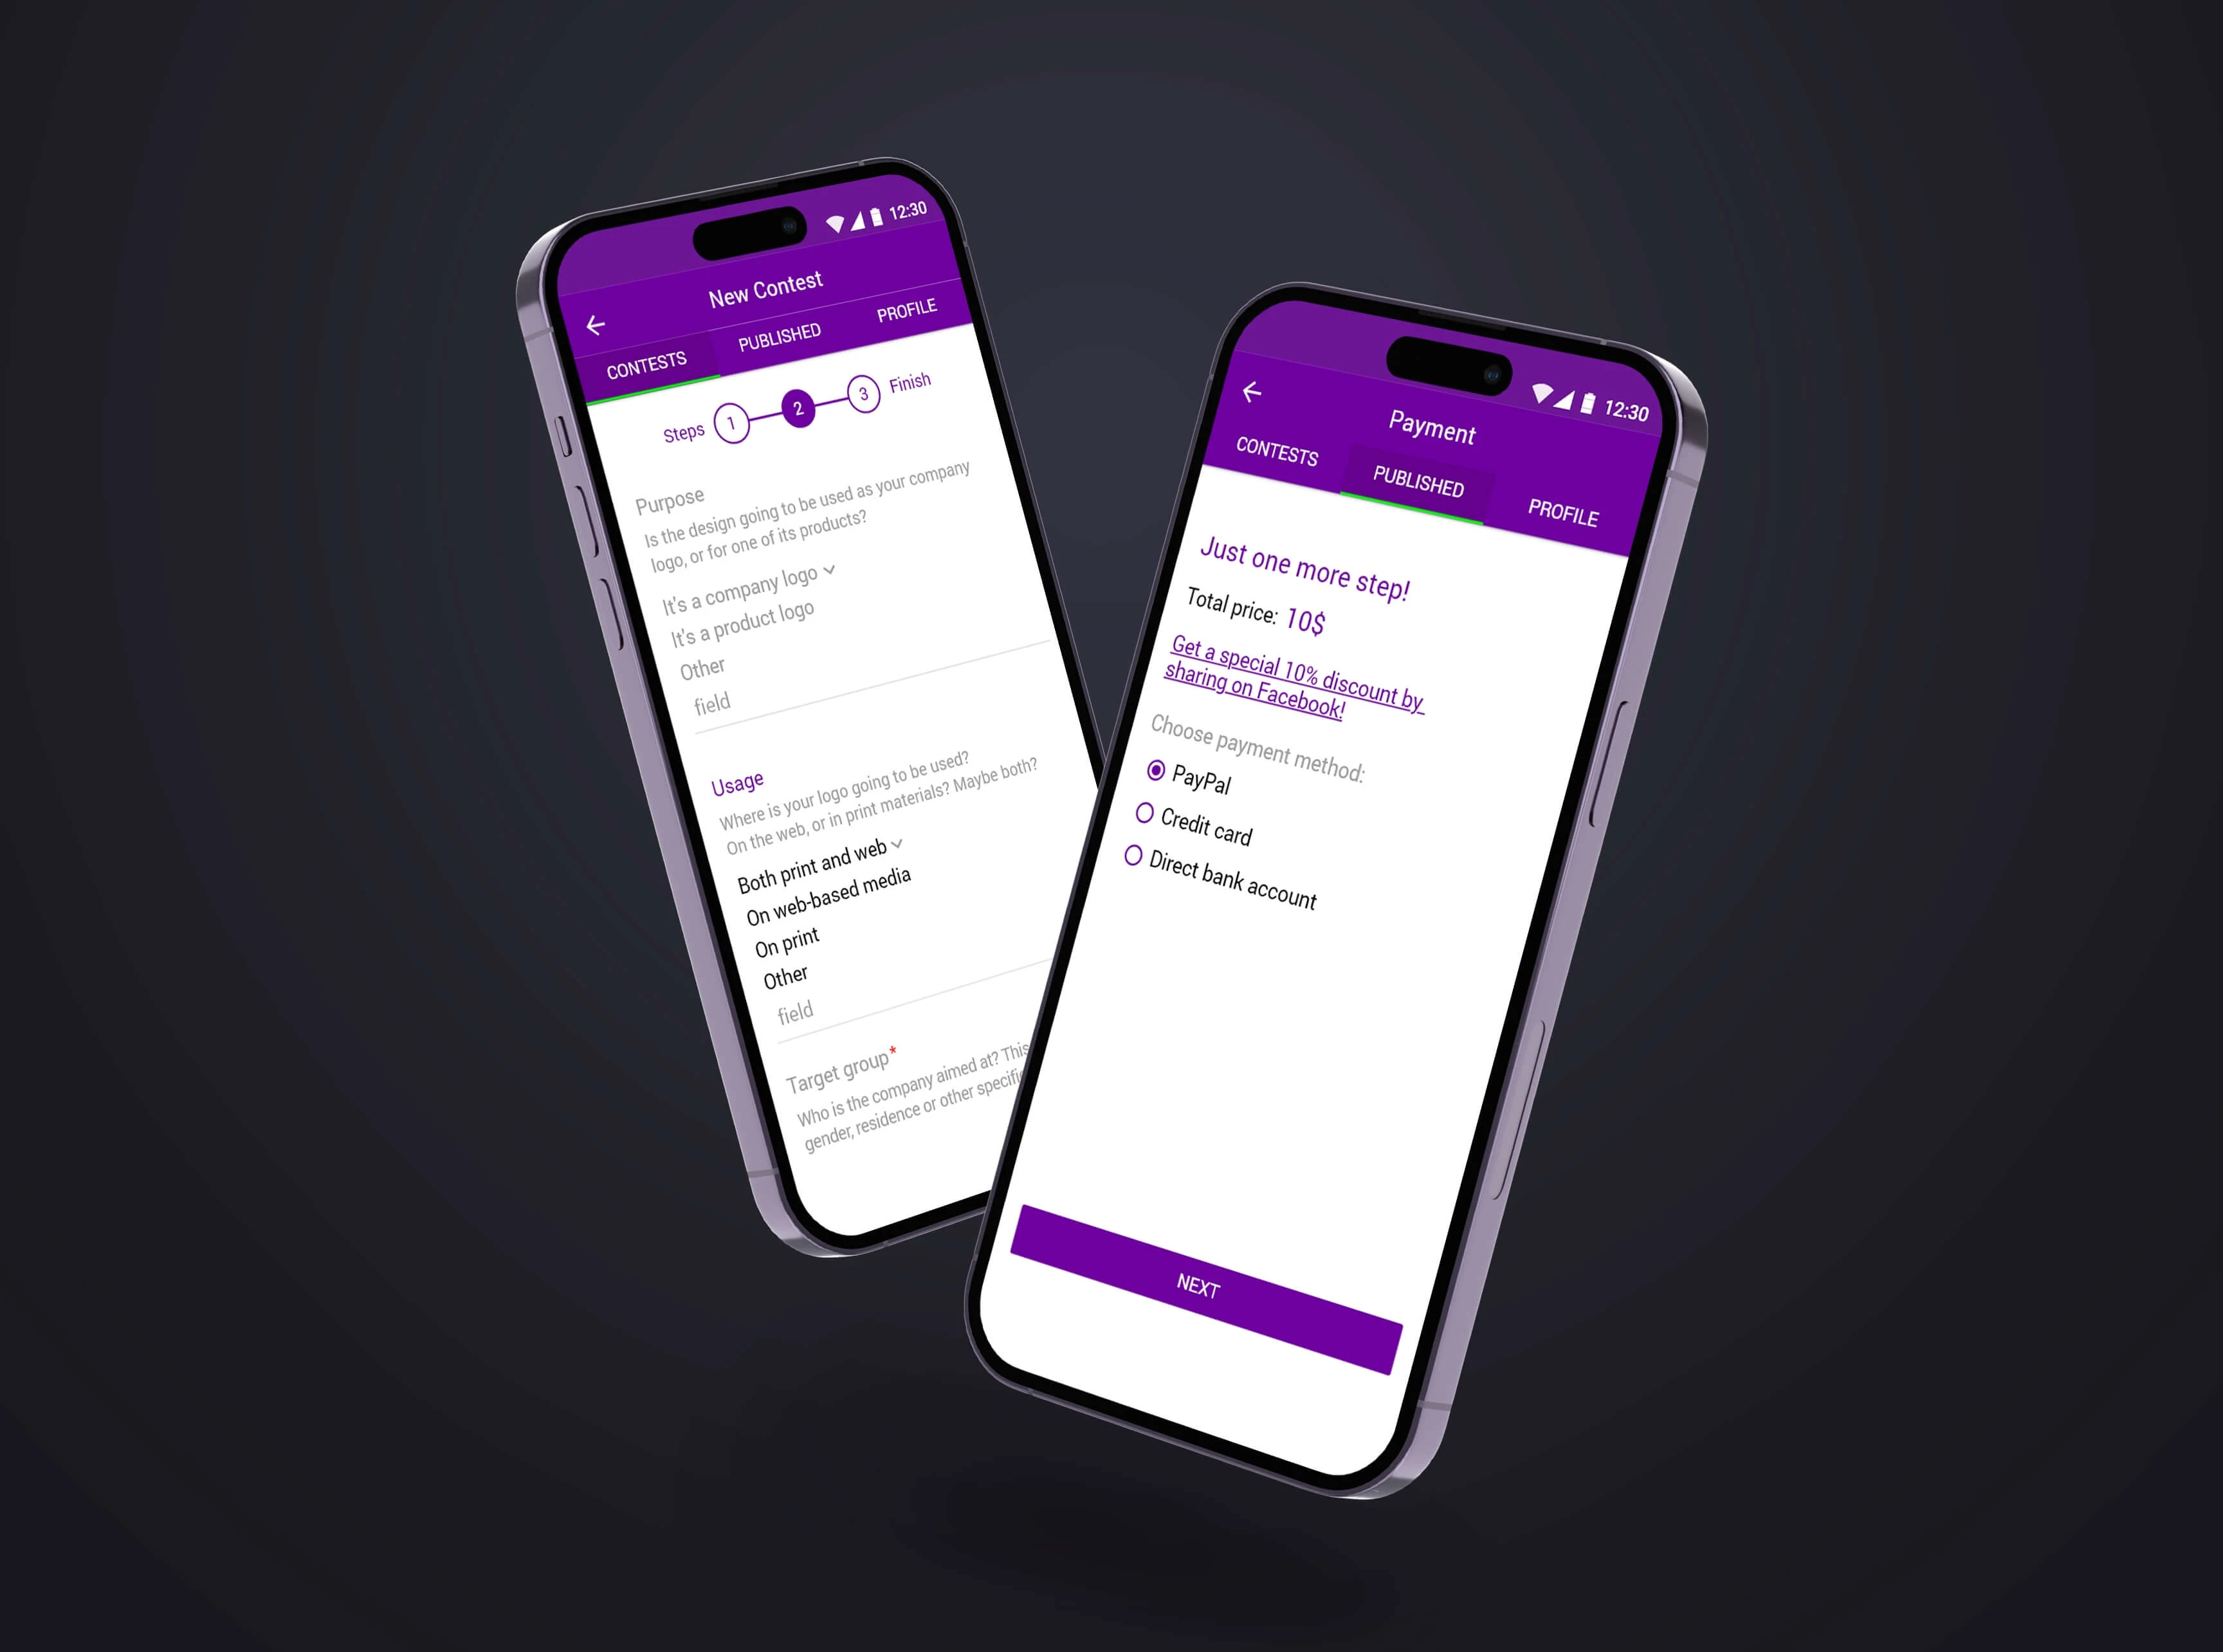 12:30
New Contest
CONTESTS
PUBLISHED
PROFILE
Steps 1 2 3 Finish
Purpose
Is the design going to be used as your company
logo, or for one of its products?
It's a company logo
It's a product logo
Other
field
Usage
Where is your logo going to be used?
On the web, or in print materials? Maybe both?
Both print and web
On web-based media
On print
Other
field
Target group*
Who is the company aimed at? This
gender, residence or other specific
12:30
Payment
CONTESTS
PUBLISHED
PROFILE
Just one more step!
Total price: 10$
Get a special 10% discount by
sharing on Facebook!
Choose payment method:
PayPal
Credit card
Direct bank account
NEXT